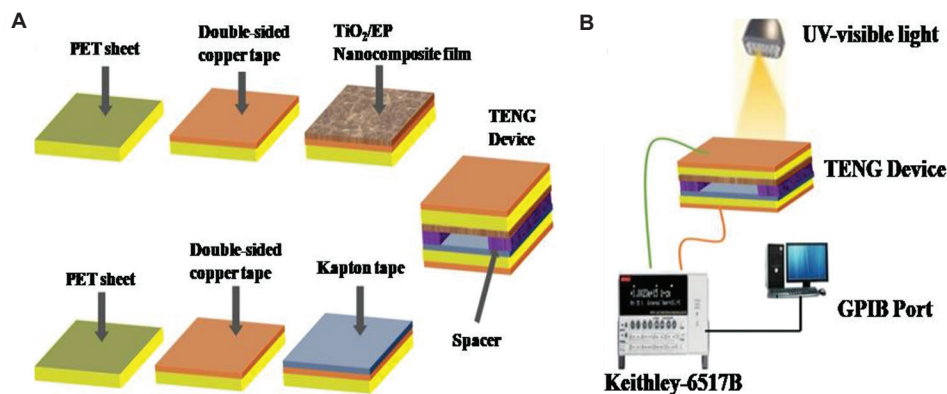 A
PET sheet
Double-sided
copper tape
TiO₂/EP
Nanocomposite film
TENG
Device
PET sheet
Double-sided
copper tape
Kapton tape
Spacer
B
UV-visible light
TENG Device
GPIB Port
Keithley-6517B